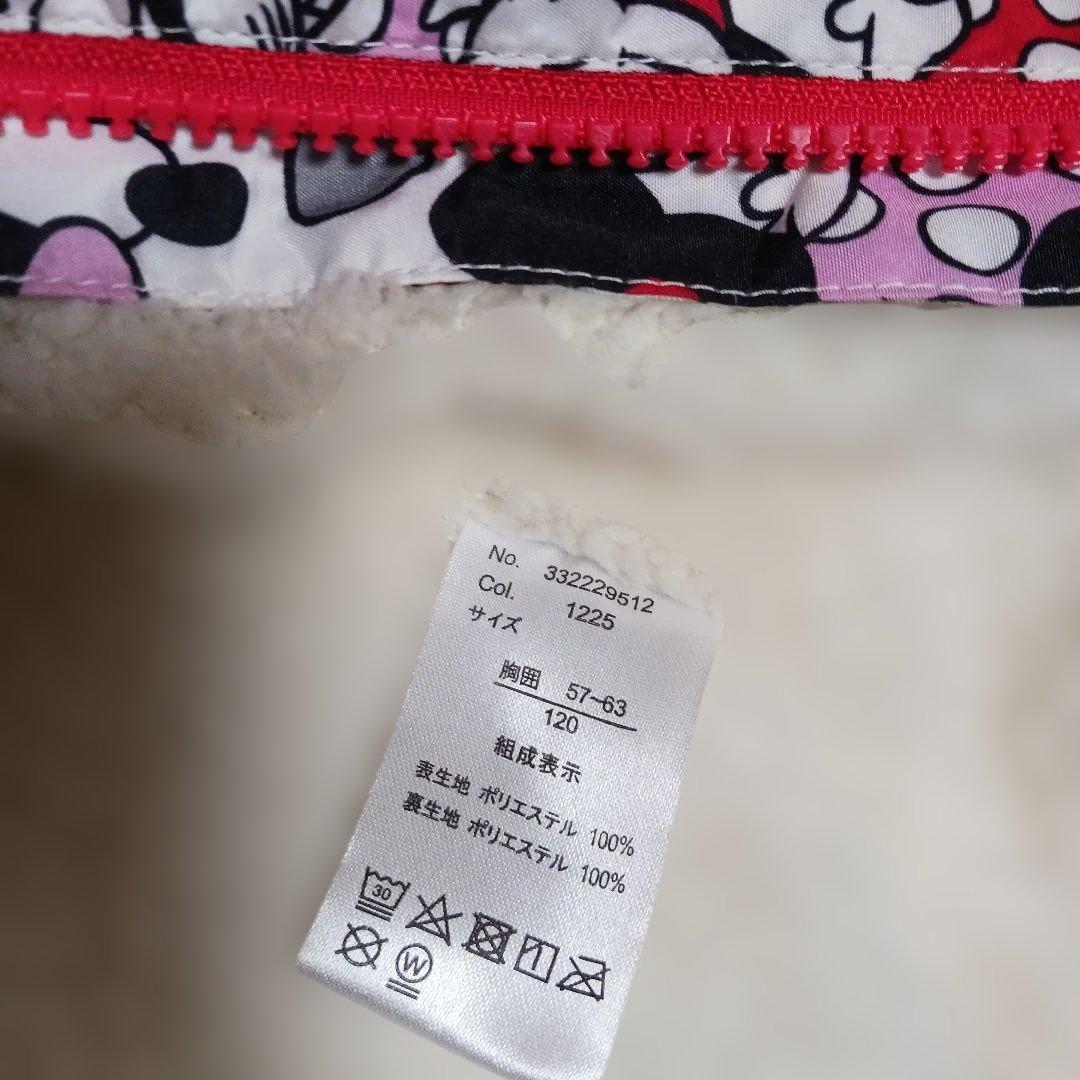 No. 332229512
Col. 1225
サイズ
胸囲 57-63
120
組成表示
表生地 ポリエステル 100%
裏生地 ポリエステル 100%
30
W